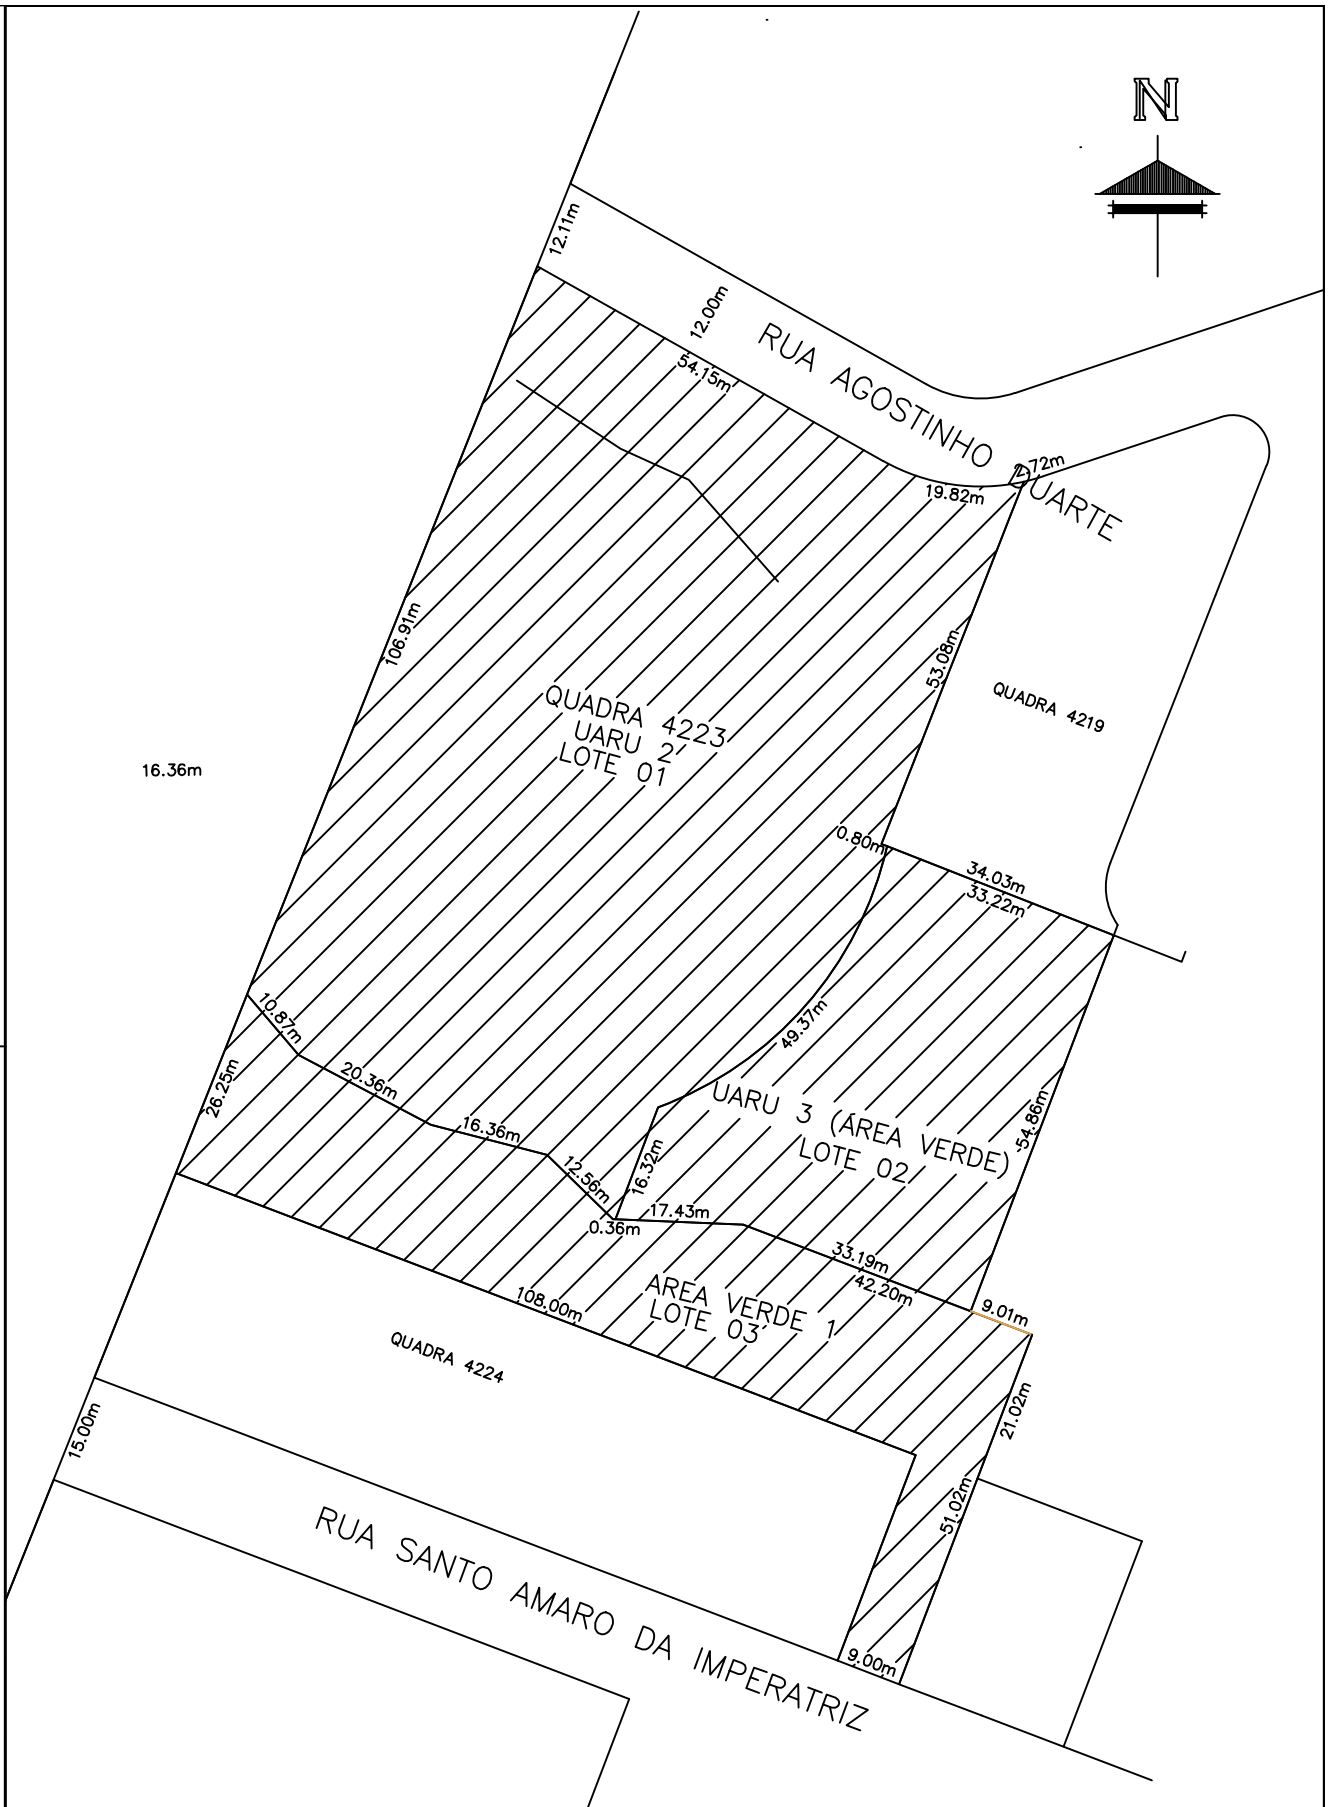 N
12.11m
12.00m
RUA AGOSTINHO DUARTE
54.15m
2.72m
19.82m
106.91m
53.08m
QUADRA 4219
QUADRA 4223
UARU 2
LOTE 01
16.36m
0.80m
34.03m
33.22m
10.87m
49.37m
26.25m
20.36m
16.36m
UARU 3 (ÁREA VERDE)
LOTE 02
54.86m
12.56m
16.32m
17.43m
0.36m
33.19m
42.20m
9.01m
108.00m
AREA VERDE 1
LOTE 03
QUADRA 4224
21.02m
15.00m
51.02m
RUA SANTO AMARO DA IMPERATRIZ
9.00m